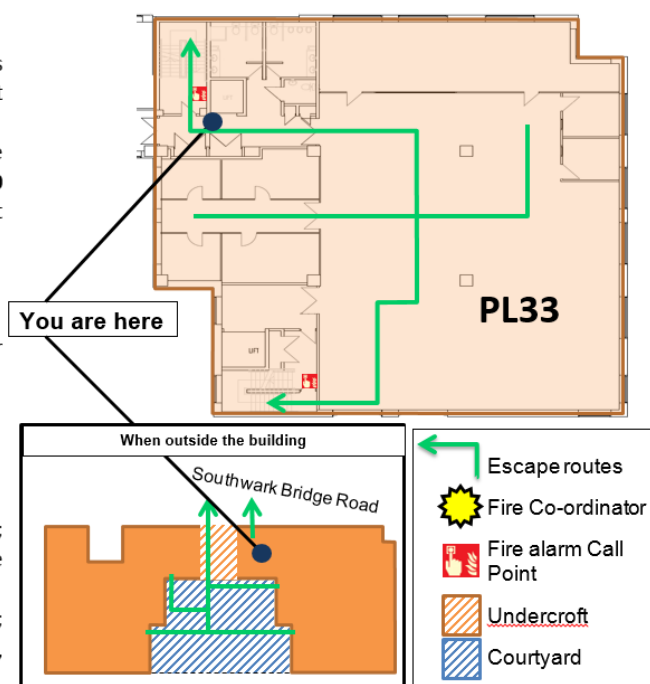 s
t
e
0
t
LIFT
You are here
PL33
LIFT
When outside the building
Southwark Bridge Road
Escape routes
Fire Co-ordinator
Fire alarm Call
Point
Undercroft
Courtyard
;
e
;
,